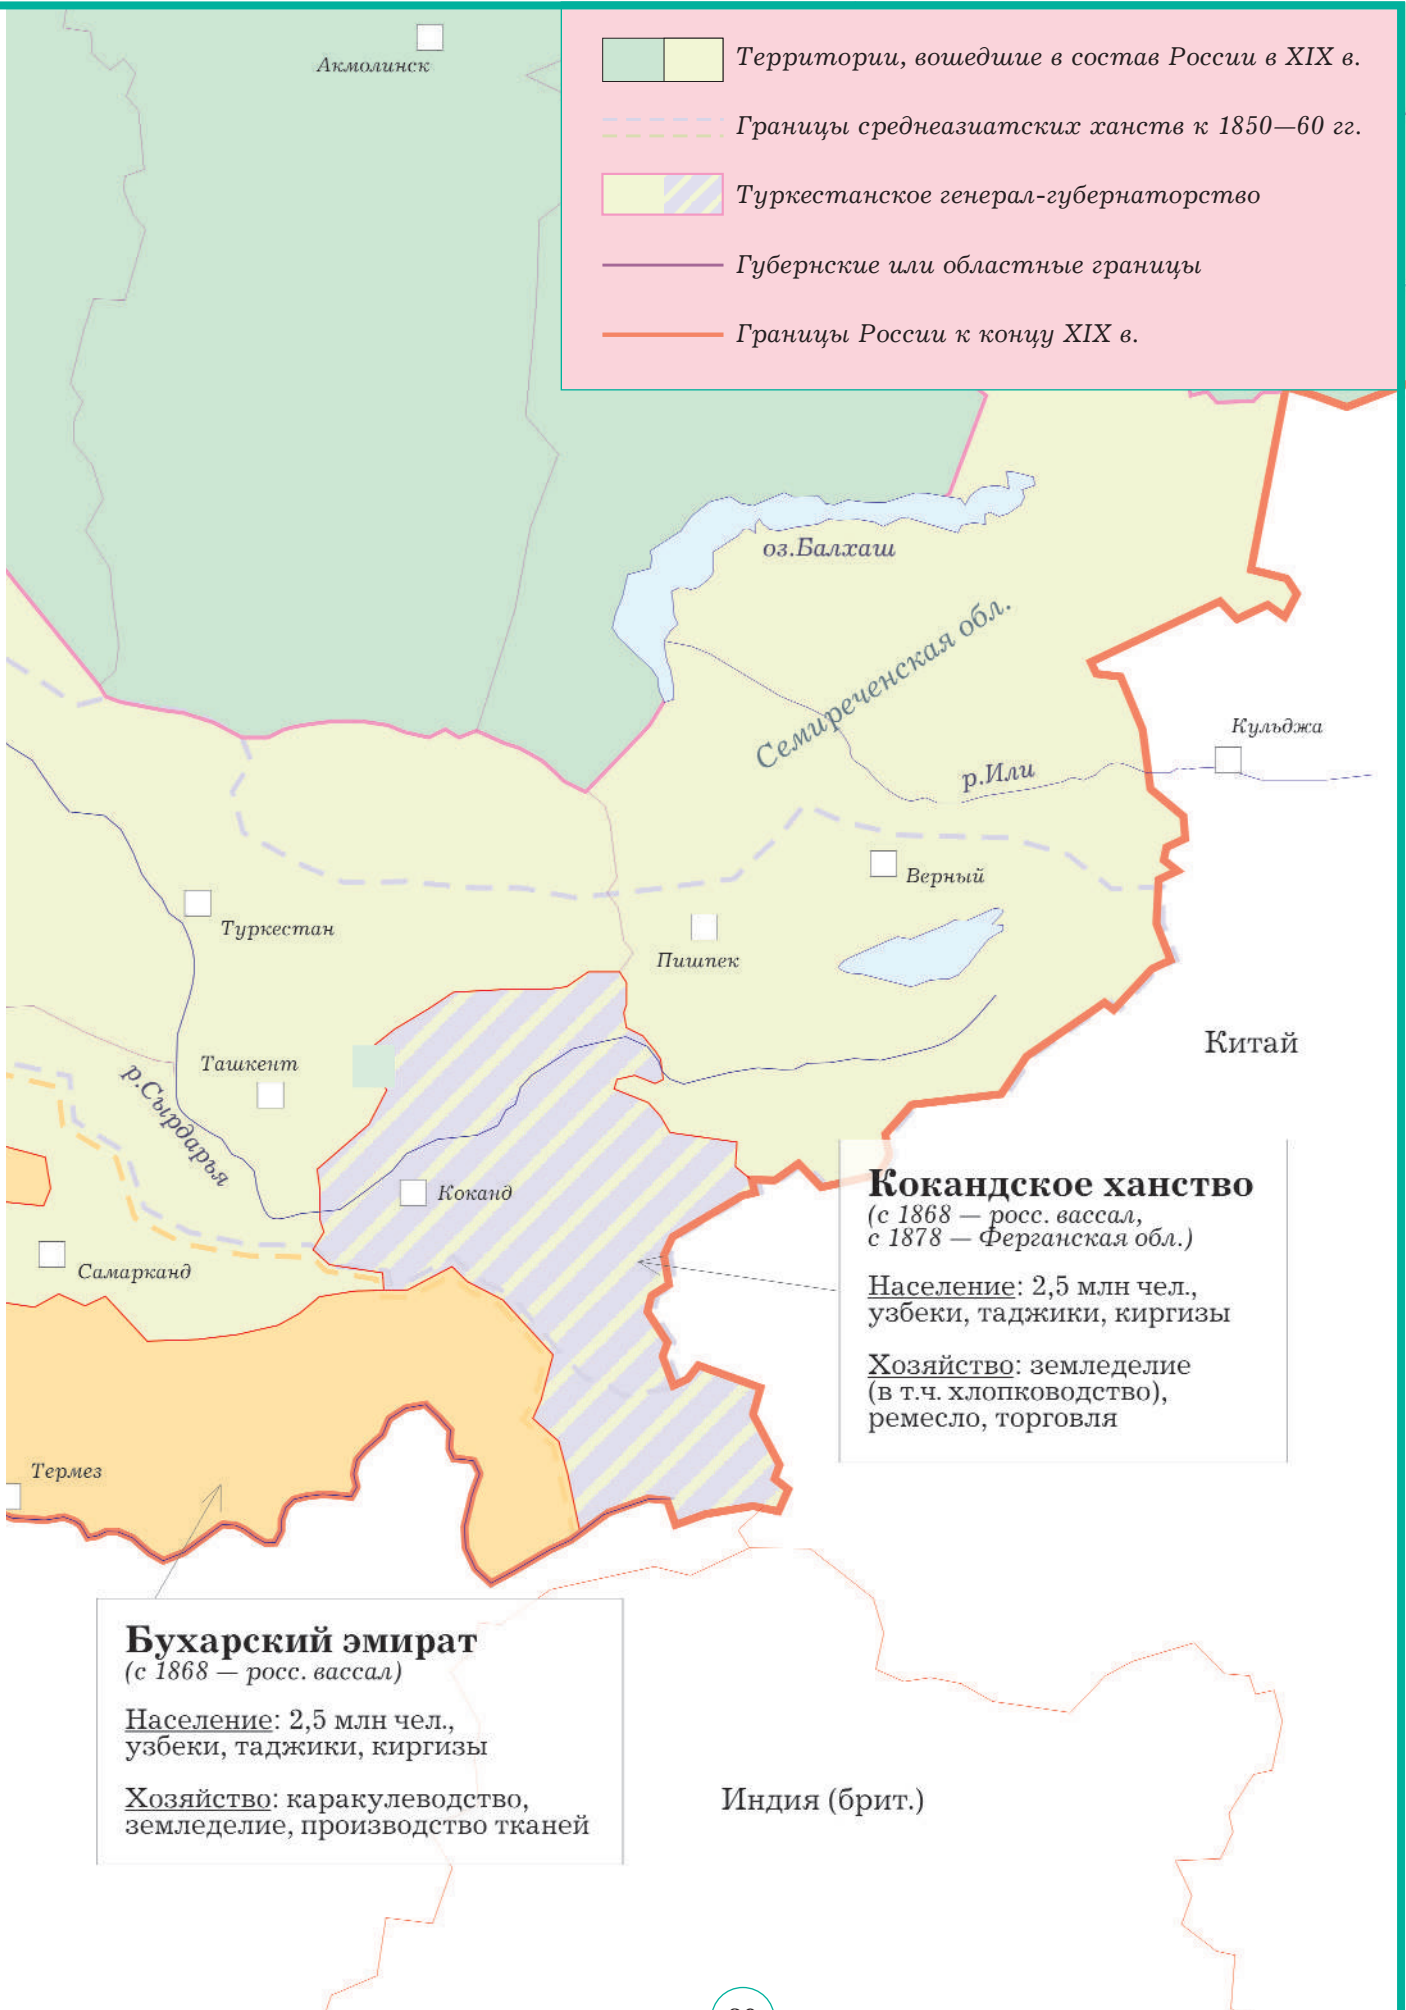 Акмолинск
Территории, вошедшие в состав России в XIX в.
Границы среднеазиатских ханств к 1850—60 гг.
Туркестанское генерал-губернаторство
Губернские или областные границы
Границы России к концу XIX в.
оз.Балхаш
Семиреченская обл.
Кульджа
р.Или
Верный
Туркестан
Пишпек
Китай
Ташкент
р.Сырдарья
Коканд
Самарканд
Кокандское ханство
(с 1868 — росс. вассал,
с 1878 — Ферганская обл.)
Население: 2,5 млн чел.,
узбеки, таджики, киргизы
Хозяйство: земледелие
(в т.ч. хлопководство),
ремесло, торговля
Термез
Бухарский эмират
(с 1868 — росс. вассал)
Население: 2,5 млн чел.,
узбеки, таджики, киргизы
Хозяйство: каракулеводство,
земледелие, производство тканей
Индия (брит.)